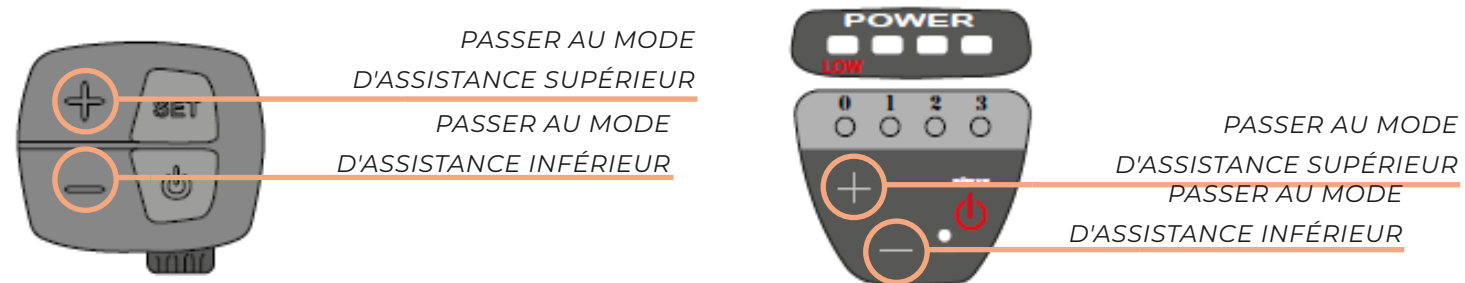 PASSER AU MODE
D'ASSISTANCE SUPÉRIEUR
SET
PASSER AU MODE
D'ASSISTANCE INFÉRIEUR
POWER
LOW
0 1 2 3
PASSER AU MODE
D'ASSISTANCE SUPÉRIEUR
PASSER AU MODE
D'ASSISTANCE INFÉRIEUR